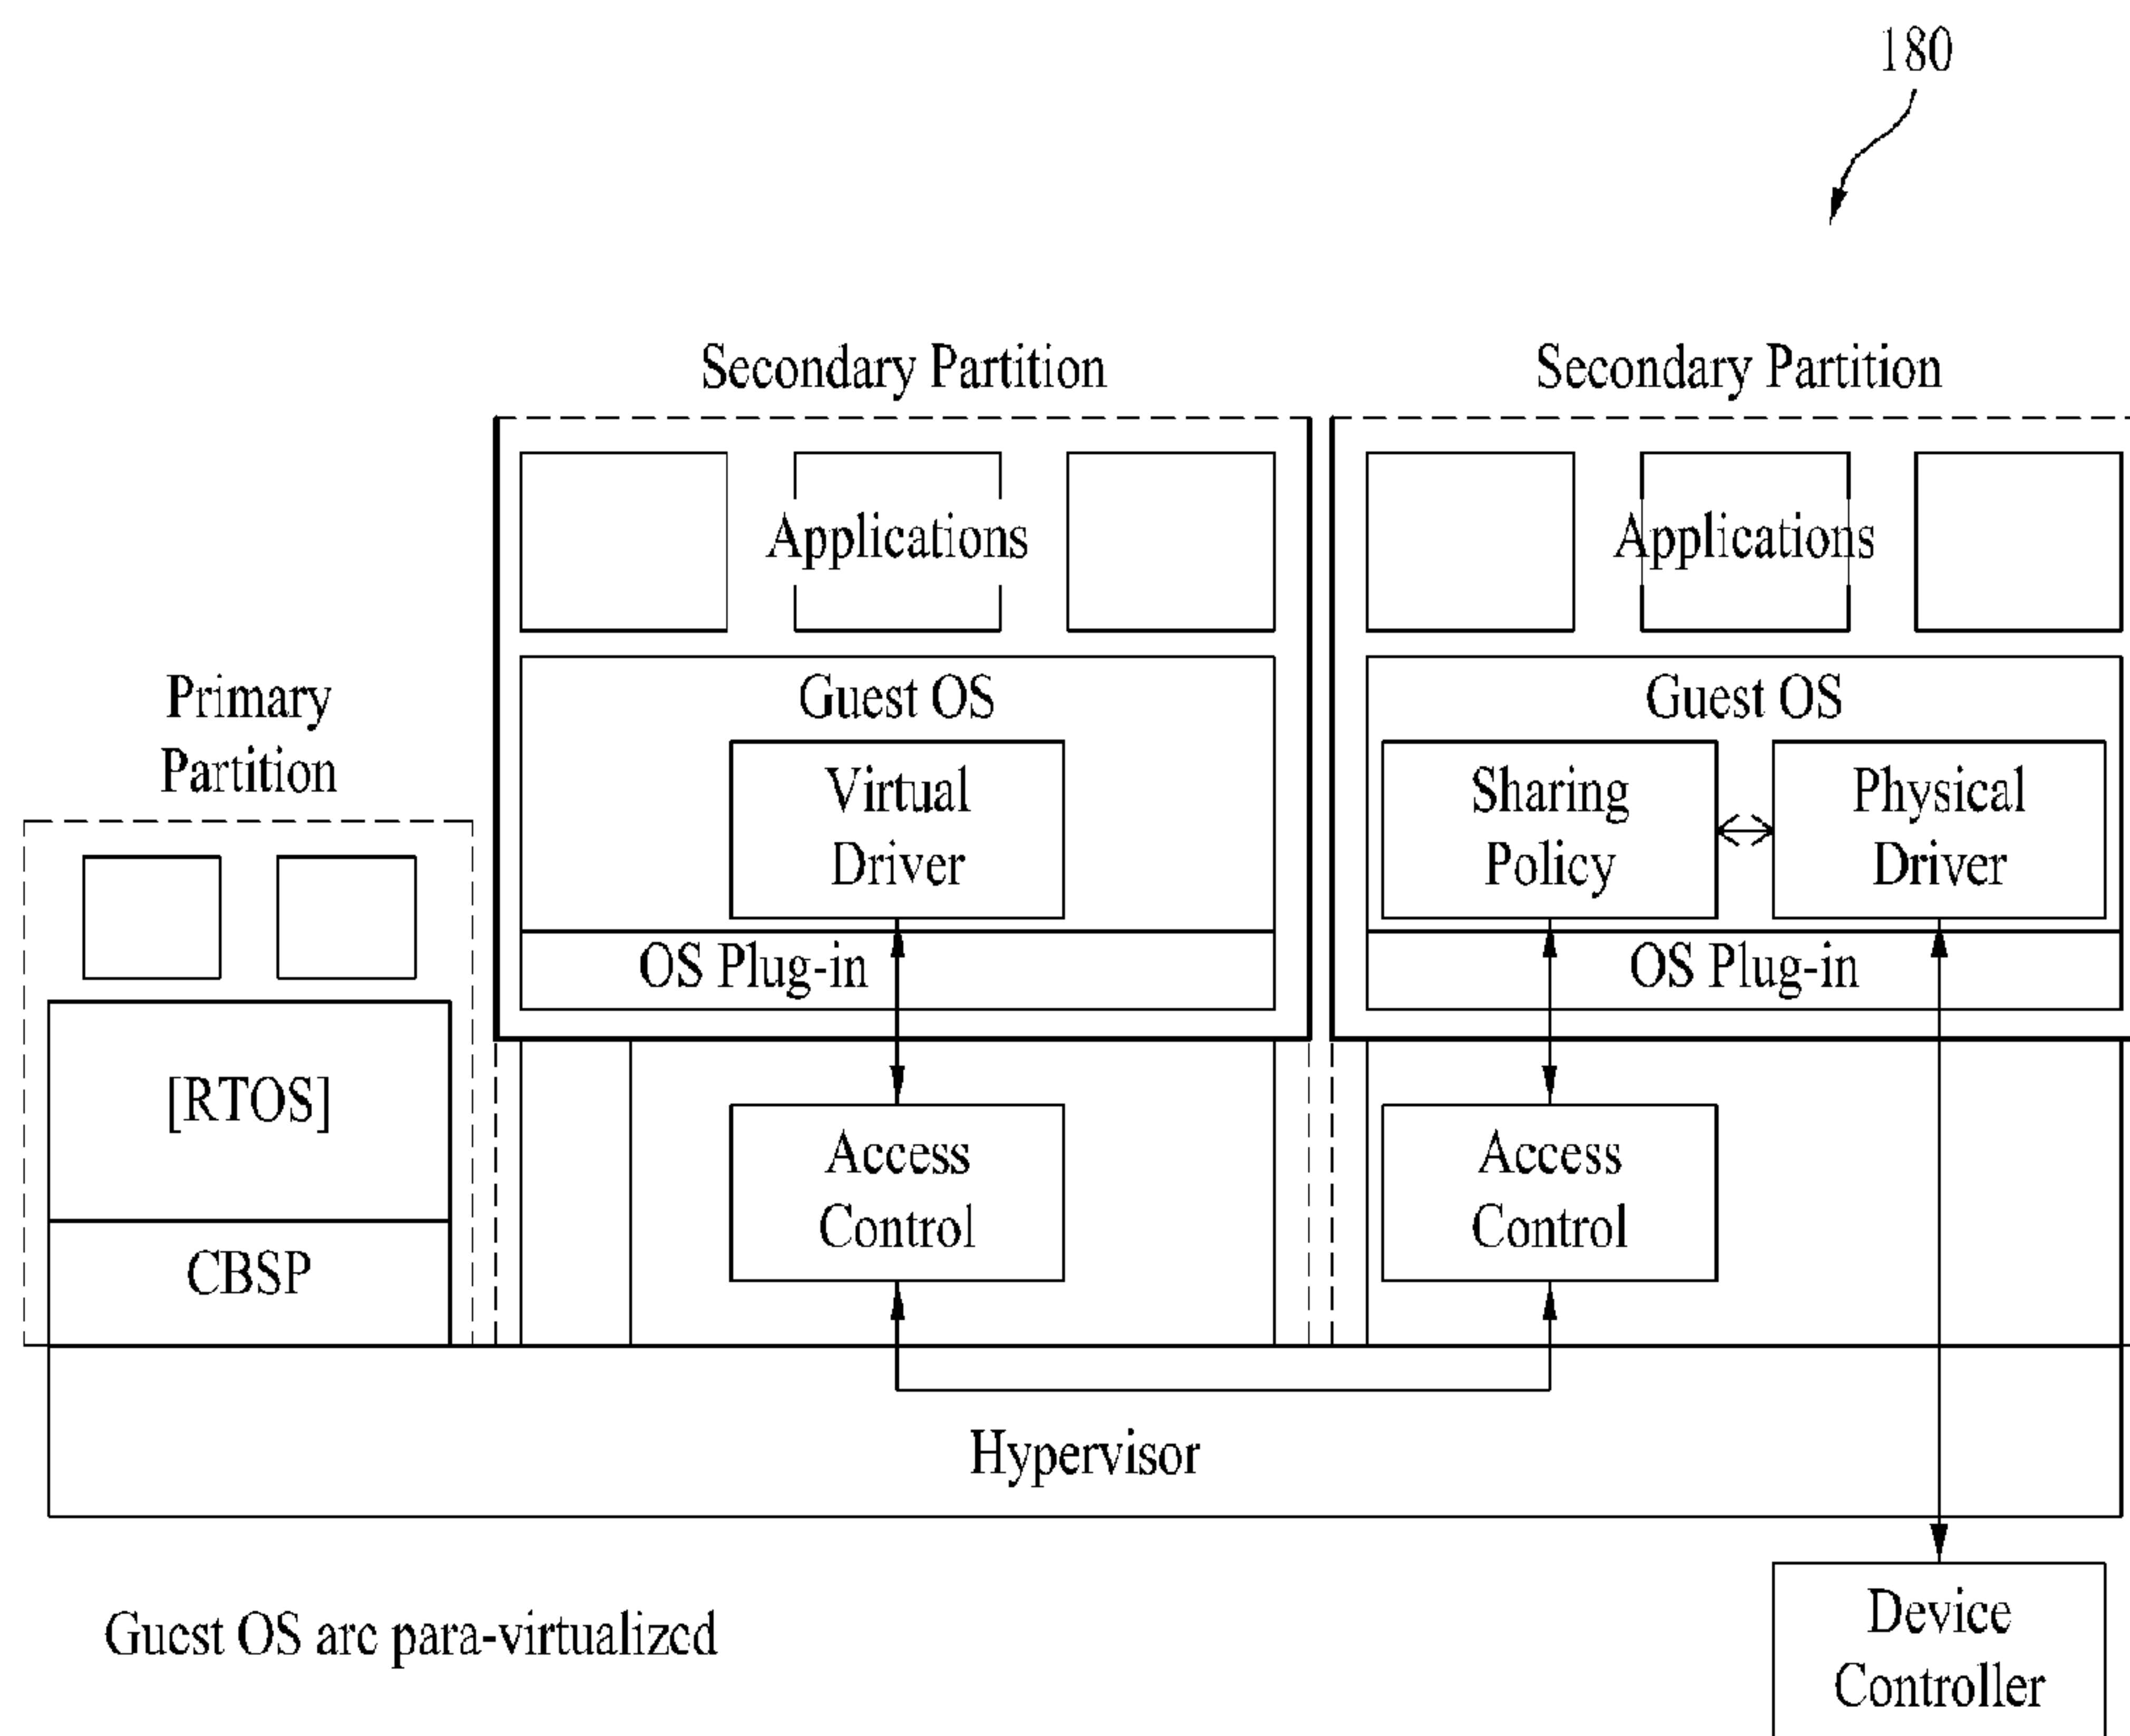 180
Secondary Partition
Secondary Partition
Applications
Applications
Primary
Partition
Guest OS
Guest OS
Virtual
Driver
Sharing
Policy
Physical
Driver
OS Plug-in
OS Plug-in
[RTOS]
CBSP
Access
Control
Access
Control
Hypervisor
Guest OS are para-virtualized
Device
Controller